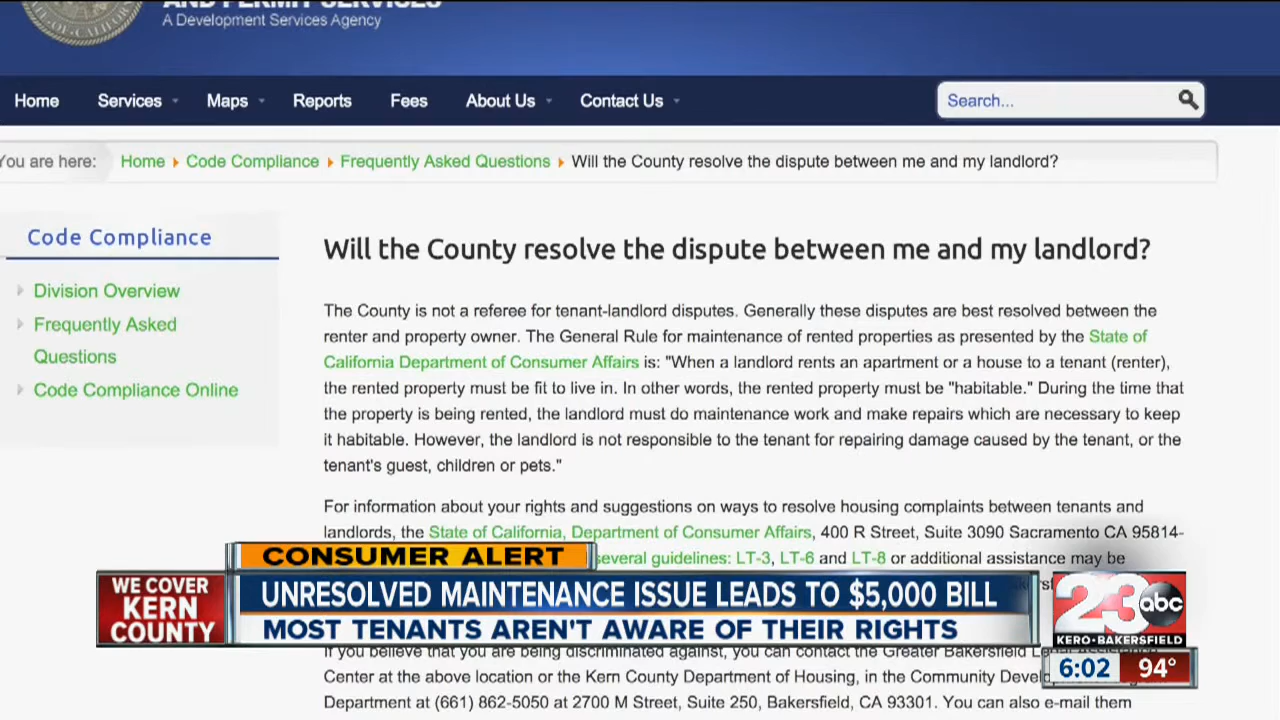 AND PERMIT SERVICES
A Development Services Agency
Home Services Maps Reports Fees About Us Contact Us Search...
You are here: Home Code Compliance Frequently Asked Questions Will the County resolve the dispute between me and my landlord?
Code Compliance
Division Overview
Frequently Asked
Questions
Code Compliance Online
Will the County resolve the dispute between me and my landlord?
The County is not a referee for tenant-landlord disputes. Generally these disputes are best resolved between the
renter and property owner. The General Rule for maintenance of rented properties as presented by the State of
California Department of Consumer Affairs is: "When a landlord rents an apartment or a house to a tenant (renter),
the rented property must be fit to live in. In other words, the rented property must be "habitable." During the time that
the property is being rented, the landlord must do maintenance work and make repairs which are necessary to keep
it habitable. However, the landlord is not responsible to the tenant for repairing damage caused by the tenant, or the
tenant's guest, children or pets."
For information about your rights and suggestions on ways to resolve housing complaints between tenants and
landlords, the State of California, Department of Consumer Affairs, 400 R Street, Suite 3090 Sacramento CA 95814-
several guidelines: LT-3, LT-6 and LT-8 or additional assistance may be
CONSUMER ALERT
WE COVER
KERN
COUNTY
UNRESOLVED MAINTENANCE ISSUE LEADS TO $5,000 BILL
MOST TENANTS AREN'T AWARE OF THEIR RIGHTS
23 abc
KERO-BAKERSFIELD
6:02 94°
If you believe that you are being discriminated against, you can contact the Greater Bakersfield
Center at the above location or the Kern County Department of Housing, in the Community
Department at (661) 862-5050 at 2700 M Street, Suite 250, Bakersfield, CA 93301. You can also e-mail them